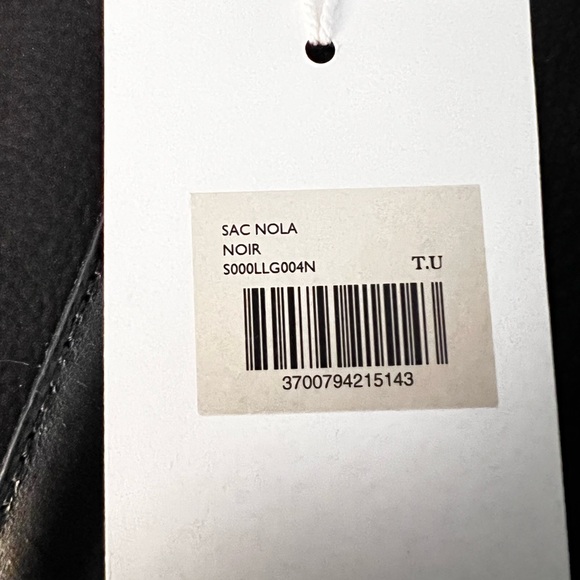 SAC NOLA
NOIR
S000LLG004N T.U
3700794215143